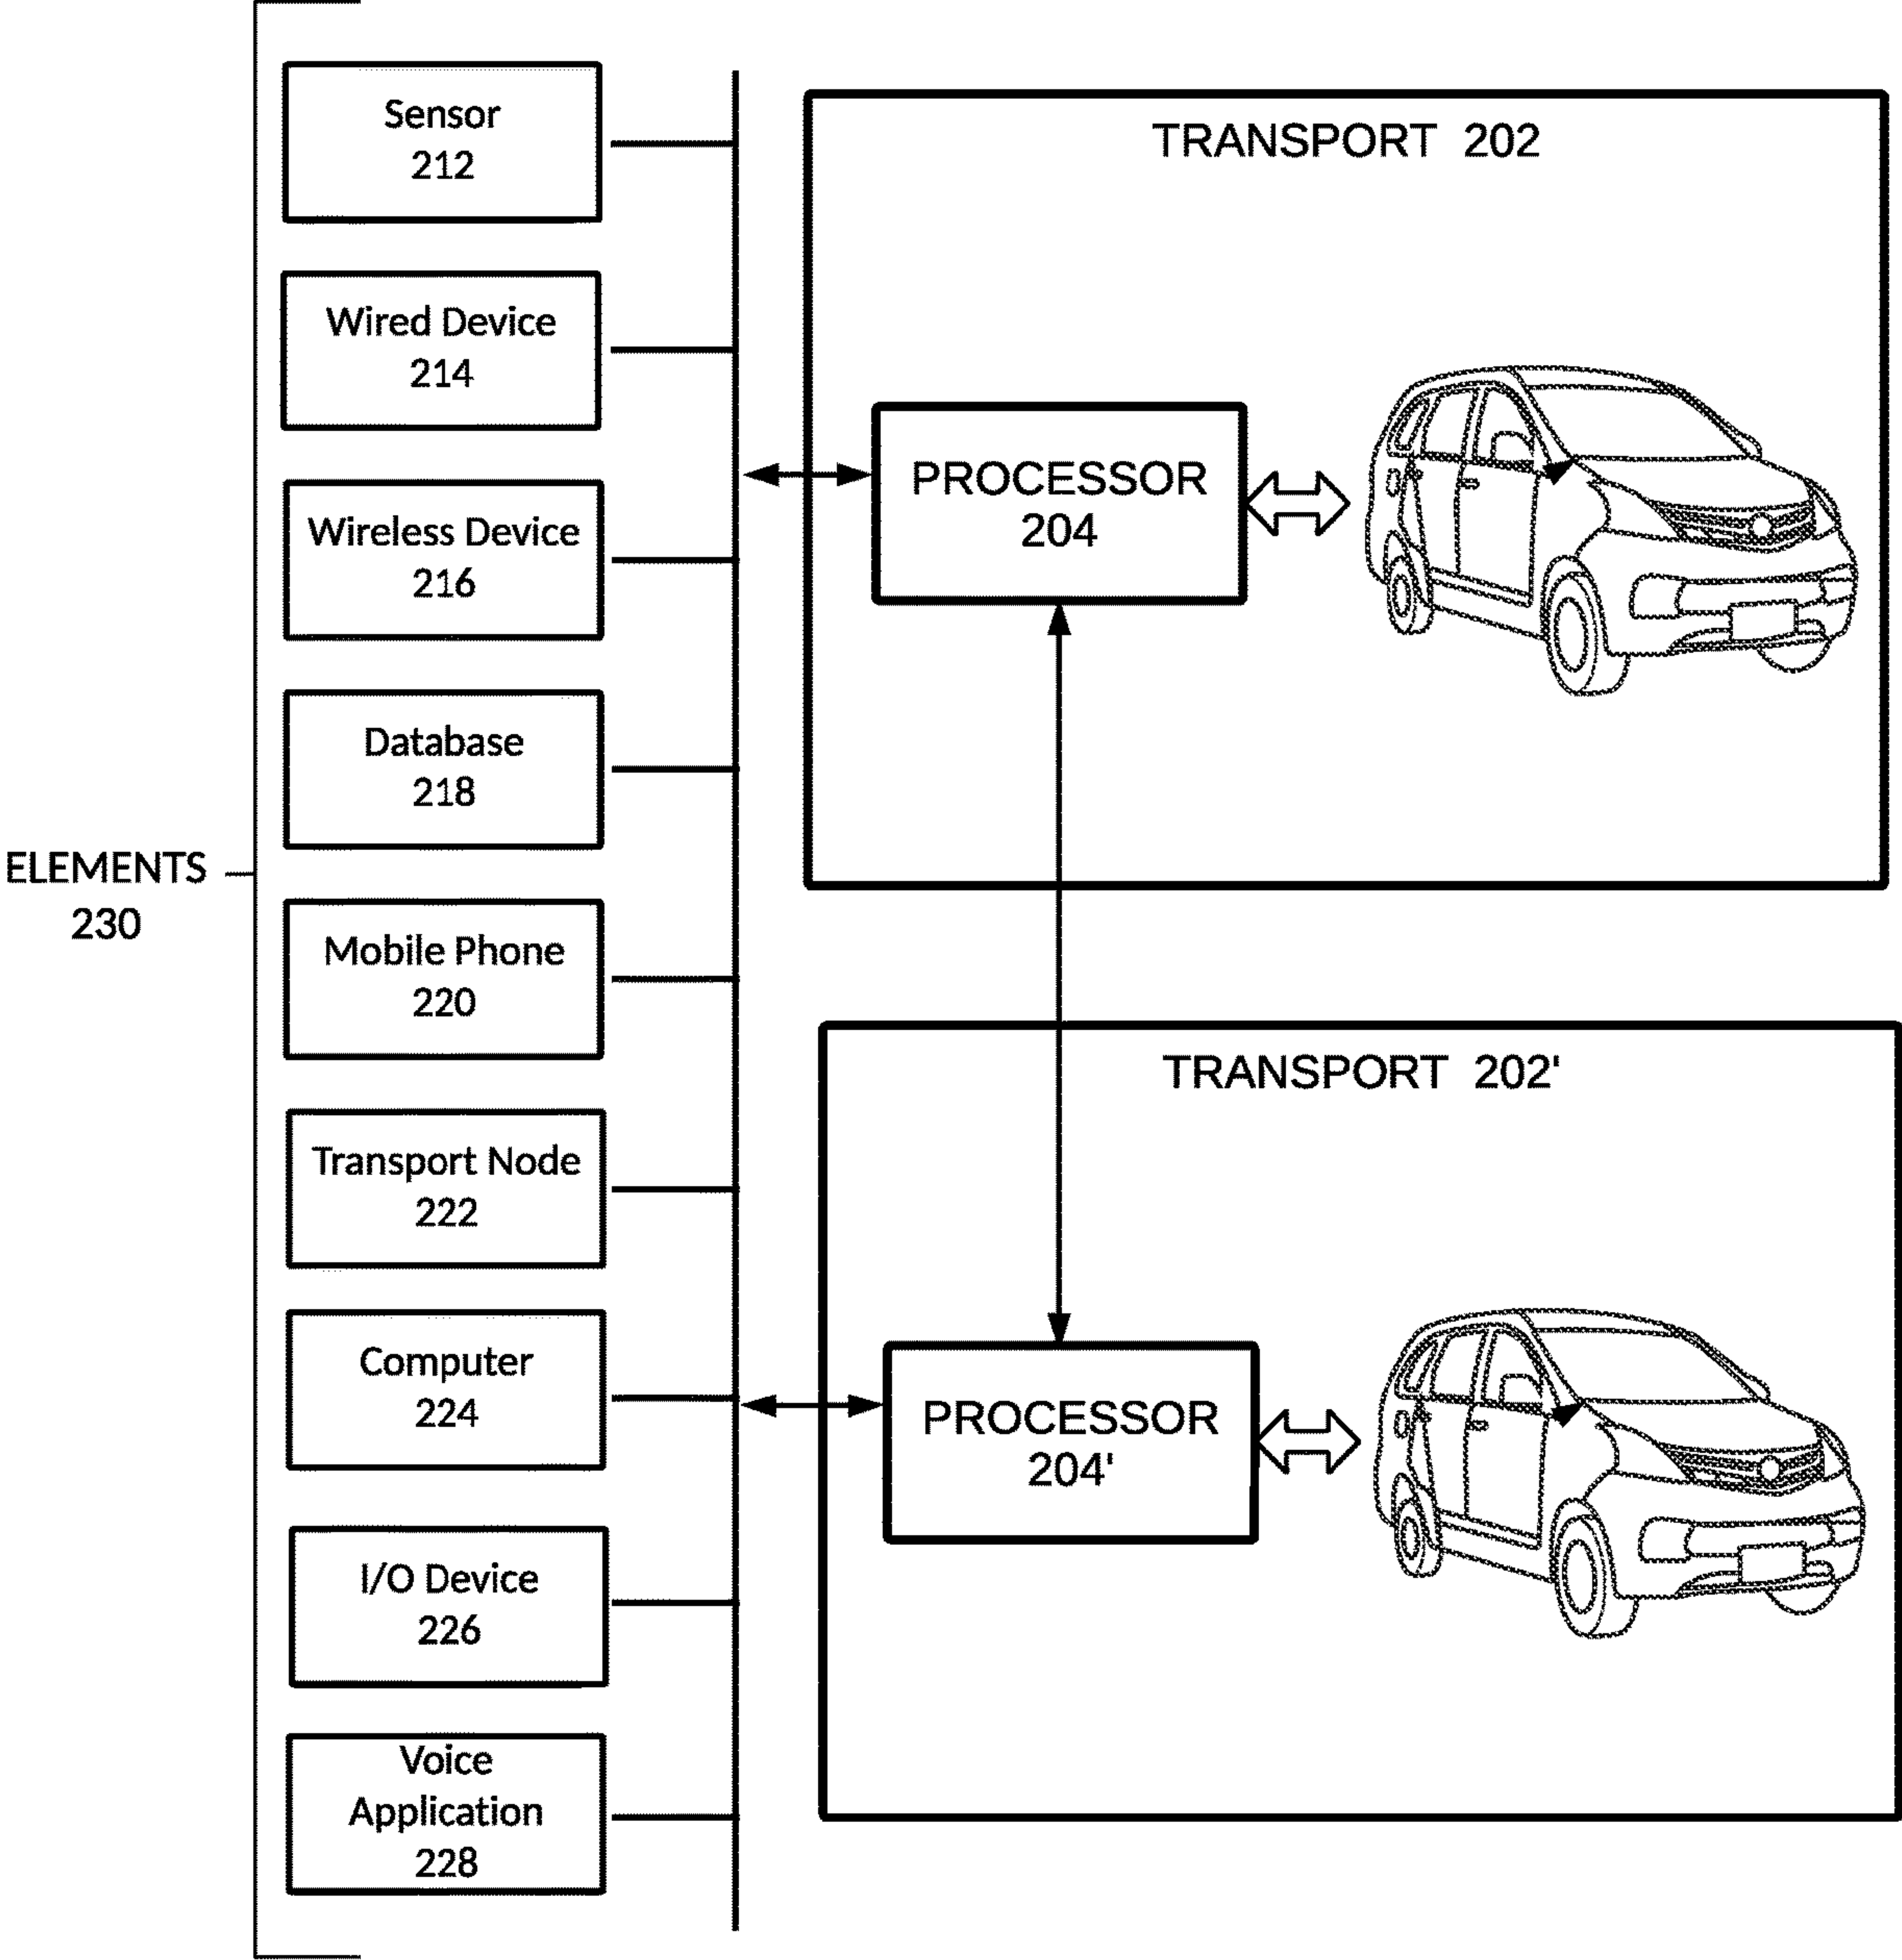 ELEMENTS
230
Sensor
212
Wired Device
214
Wireless Device
216
Database
218
Mobile Phone
220
Transport Node
222
Computer
224
I/O Device
226
Voice
Application
228
TRANSPORT 202
PROCESSOR
204
TRANSPORT 202'
PROCESSOR
204'